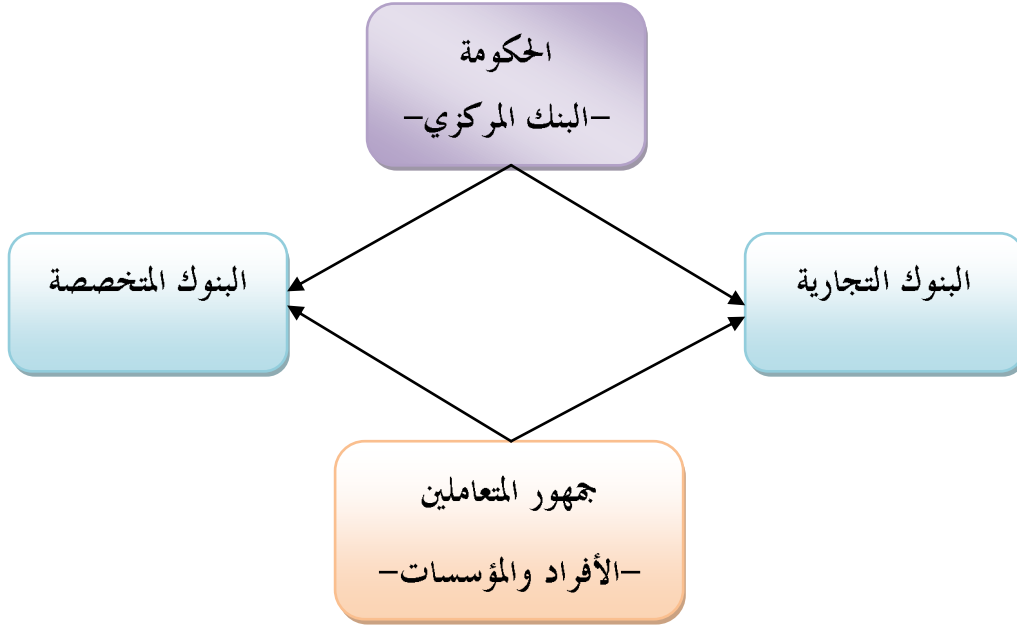 الحكومة
-البنك المركزي-
البنوك التجارية
البنوك المتخصصة
جمهور المتعاملين
-الأفراد والمؤسسات-